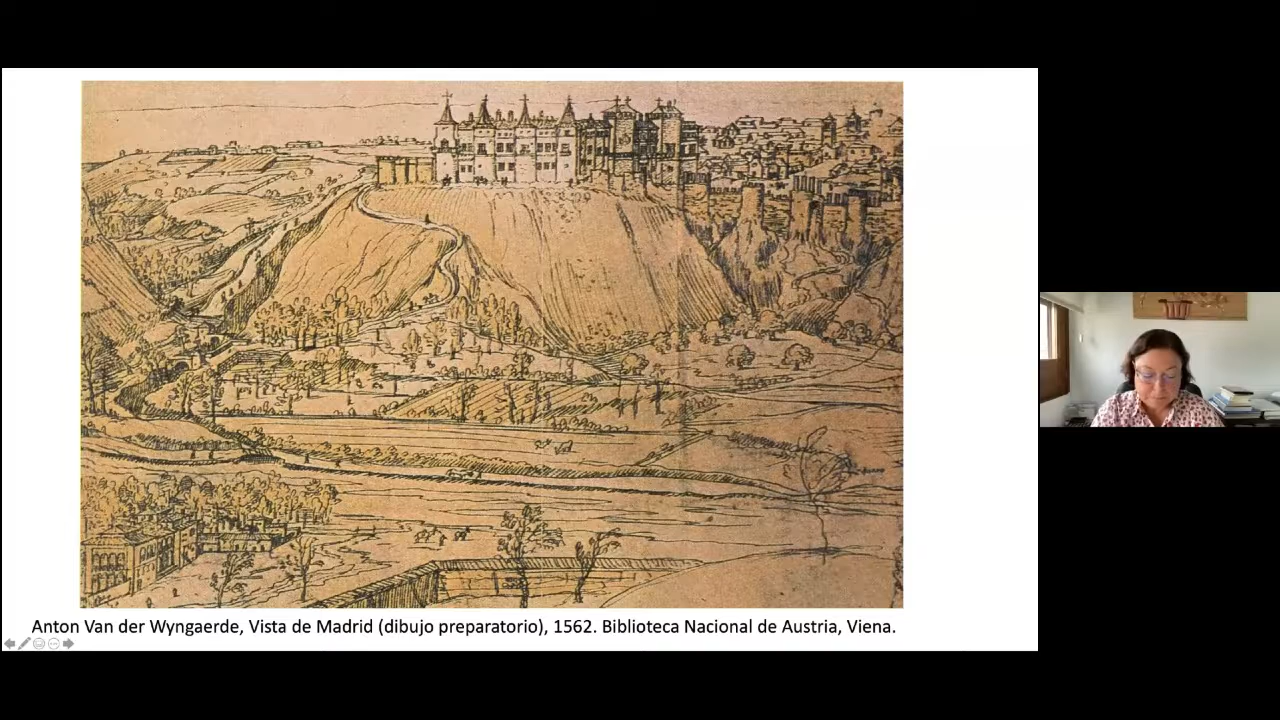 Anton Van der Wyngaerde, Vista de Madrid (dibujo preparatorio), 1562. Biblioteca Nacional de Austria, Viena.